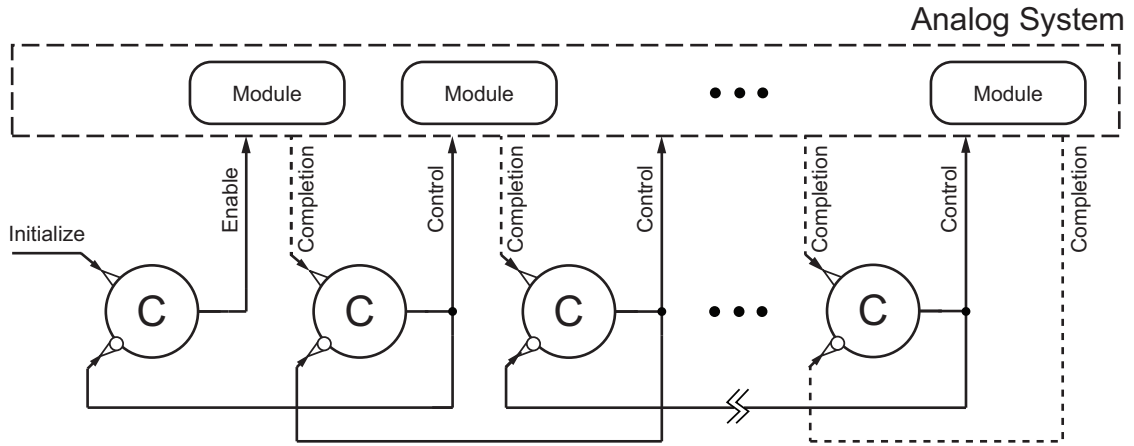 Analog System
Module
Module
Module
Enable
Completion
Control
Completion
Control
Completion
Control
Completion
Initialize
C
C
C
C